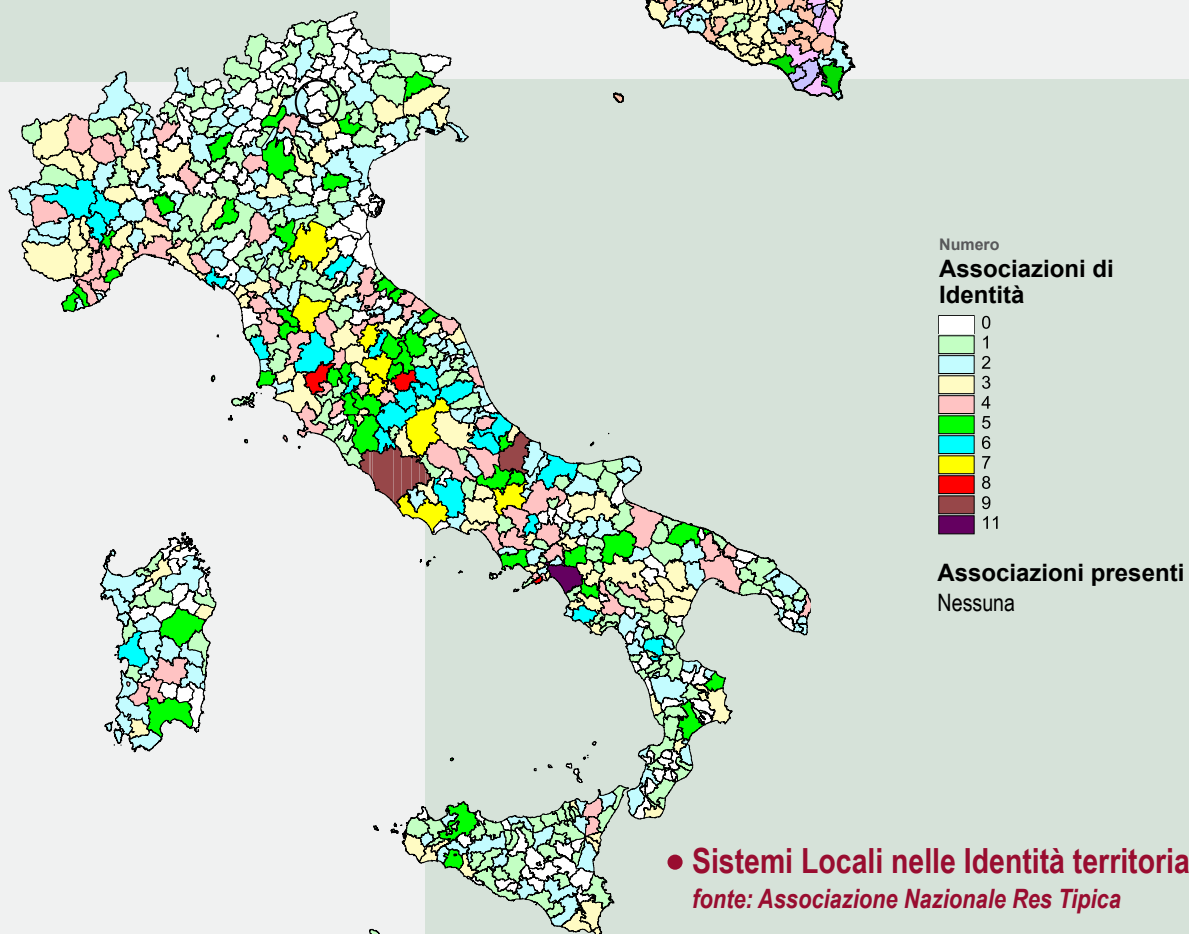 Numero
Associazioni di
Identità
0
1
2
3
4
5
6
7
8
9
11
Associazioni presenti
Nessuna
• Sistemi Locali nelle Identità territoria
fonte: Associazione Nazionale Res Tipica